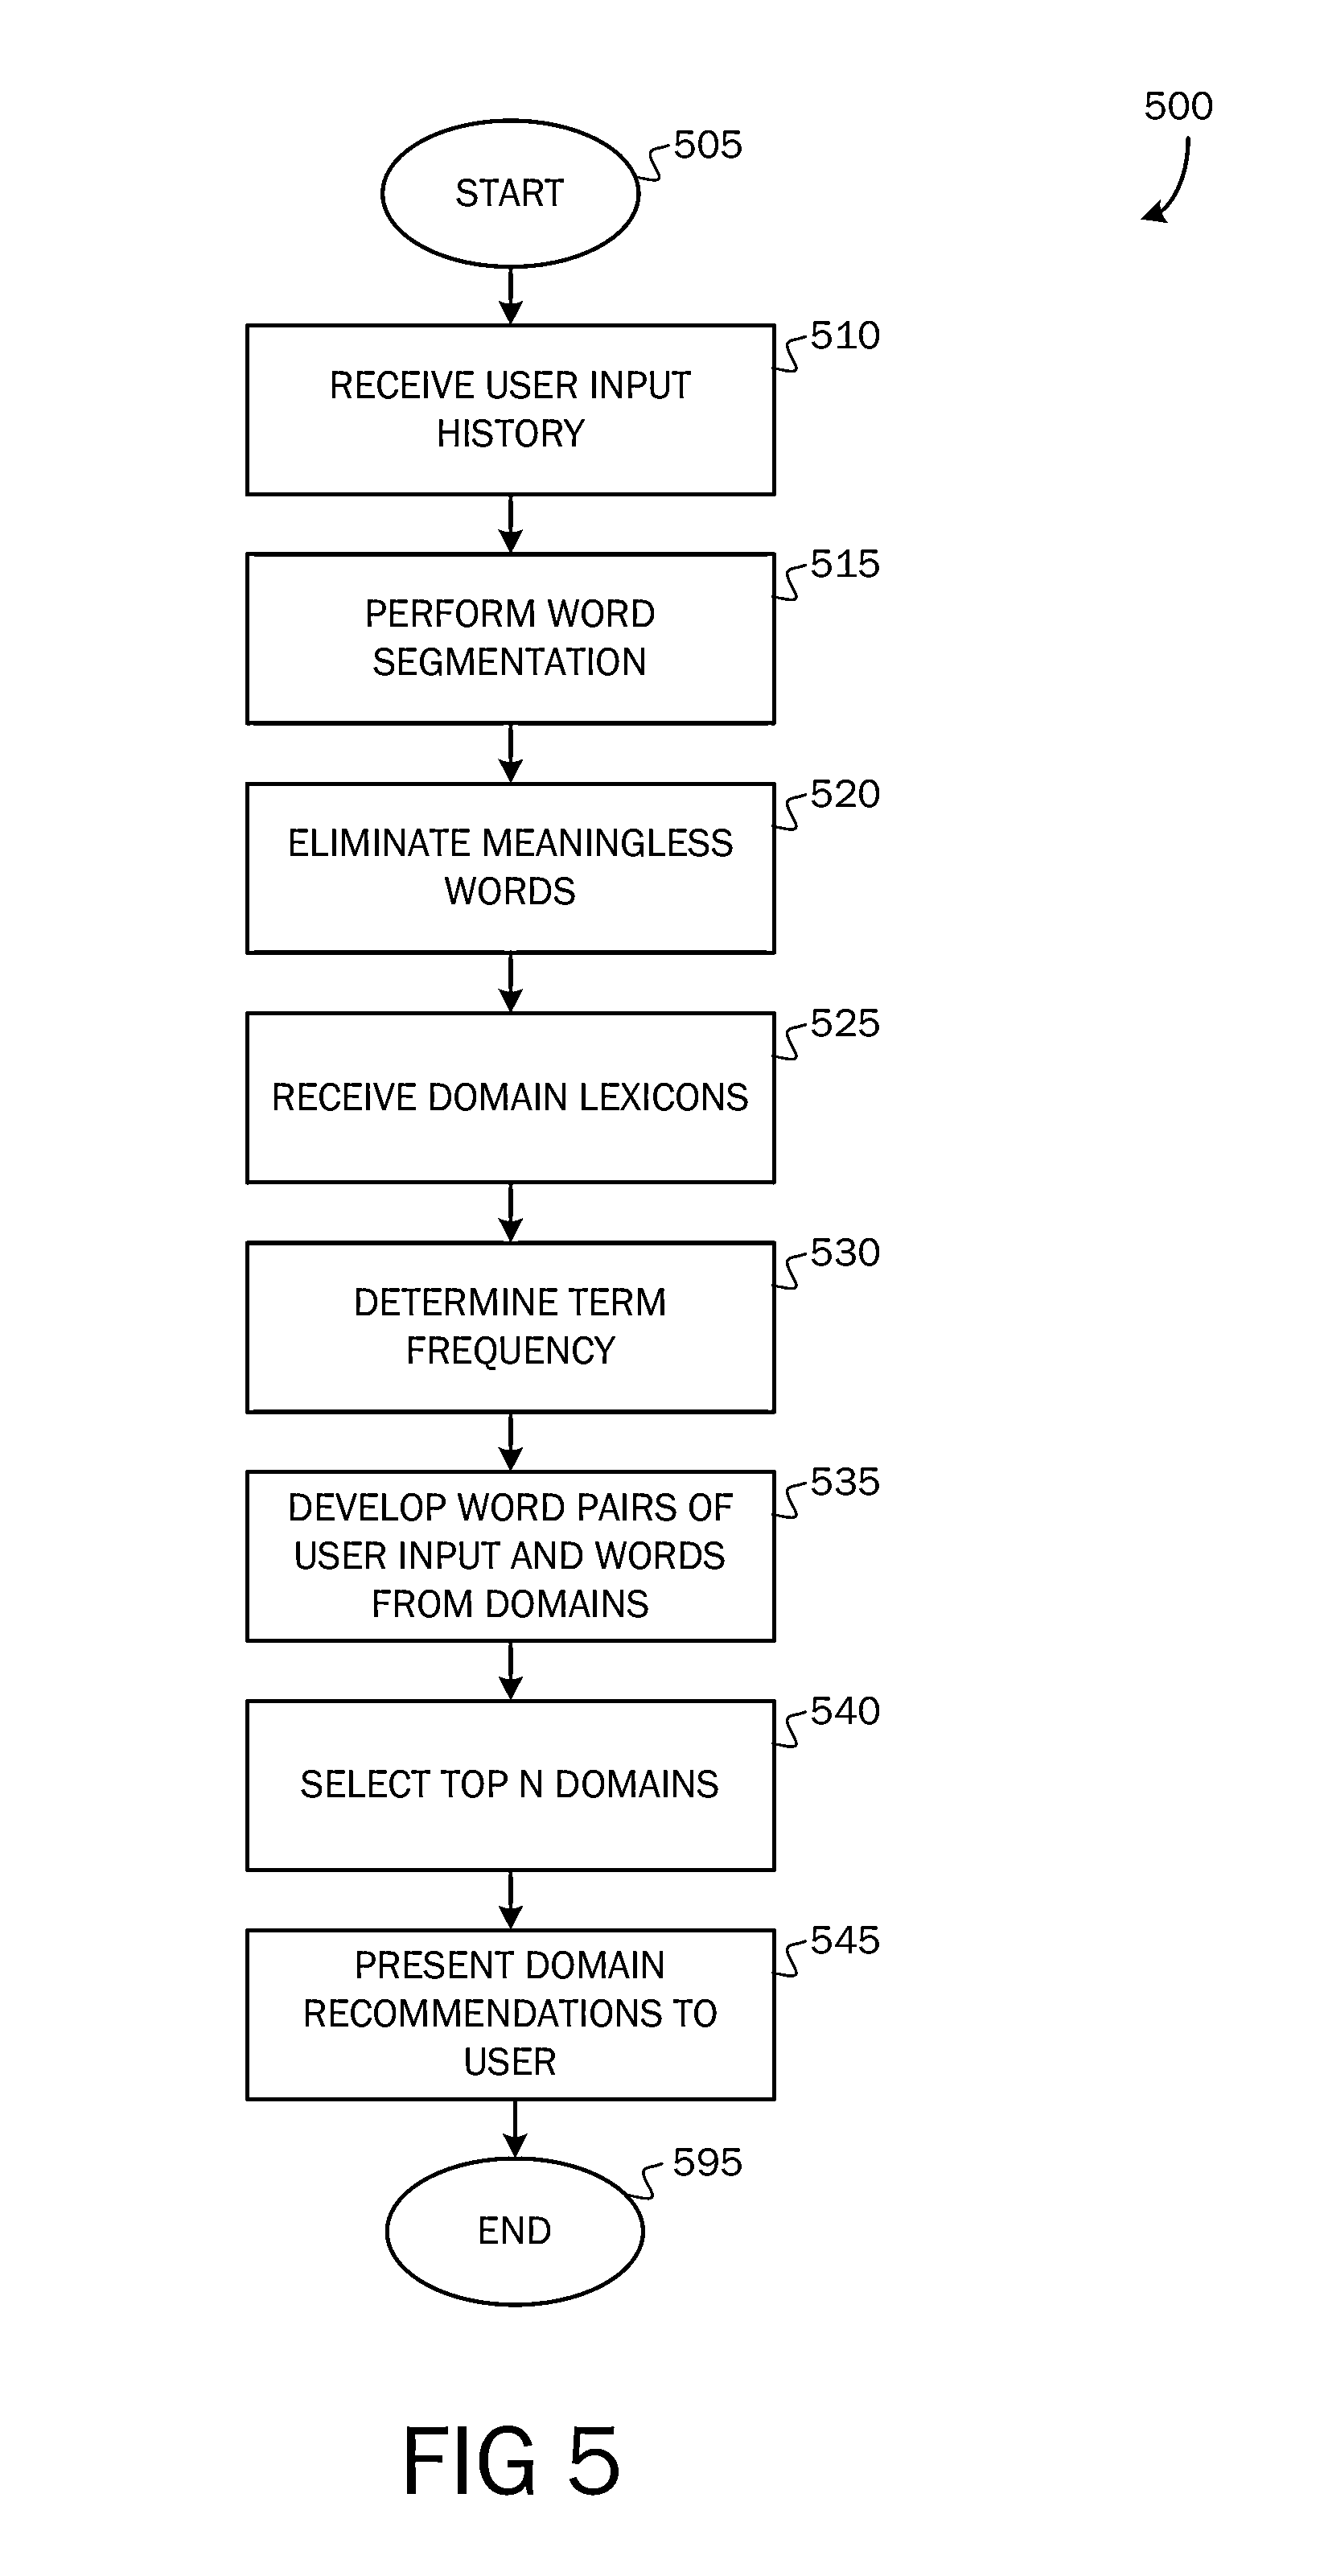 500
505
START
510
RECEIVE USER INPUT
HISTORY
515
PERFORM WORD
SEGMENTATION
520
ELIMINATE MEANINGLESS
WORDS
525
RECEIVE DOMAIN LEXICONS
530
DETERMINE TERM
FREQUENCY
535
DEVELOP WORD PAIRS OF
USER INPUT AND WORDS
FROM DOMAINS
540
SELECT TOP N DOMAINS
545
PRESENT DOMAIN
RECOMMENDATIONS TO
USER
595
END
FIG 5